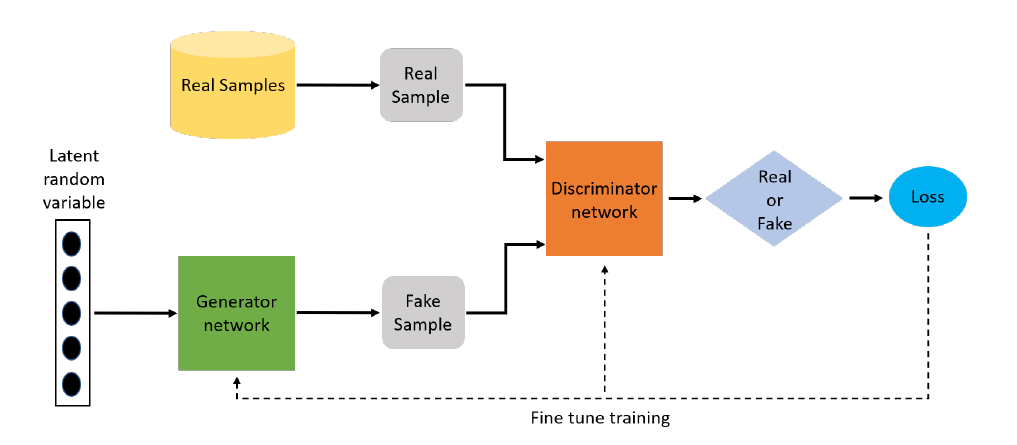 Real Samples
Real
Sample
Latent
random
variable
Discriminator
network
Real
or
Fake
Loss
Generator
network
Fake
Sample
Fine tune training